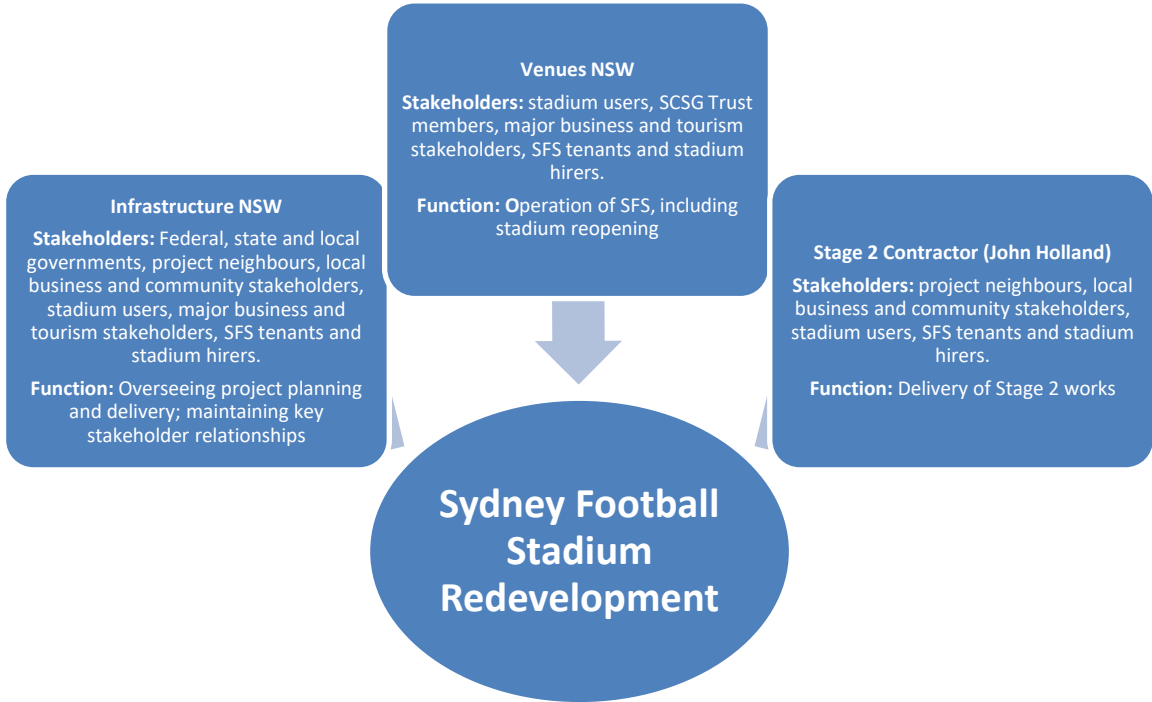 Venues NSW
Stakeholders: stadium users, SCSG Trust
members, major business and tourism
stakeholders, SFS tenants and stadium
hirers.
Function: Operation of SFS, including
stadium reopening
Infrastructure NSW
Stakeholders: Federal, state and local
governments, project neighbours, local
business and community stakeholders,
stadium users, major business and
tourism stakeholders, SFS tenants and
stadium hirers.
Function: Overseeing project planning
and delivery; maintaining key
stakeholder relationships
Stage 2 Contractor (John Holland)
Stakeholders: project neighbours, local
business and community stakeholders,
stadium users, SFS tenants and stadium
hirers.
Function: Delivery of Stage 2 works
Sydney Football
Stadium
Redevelopment